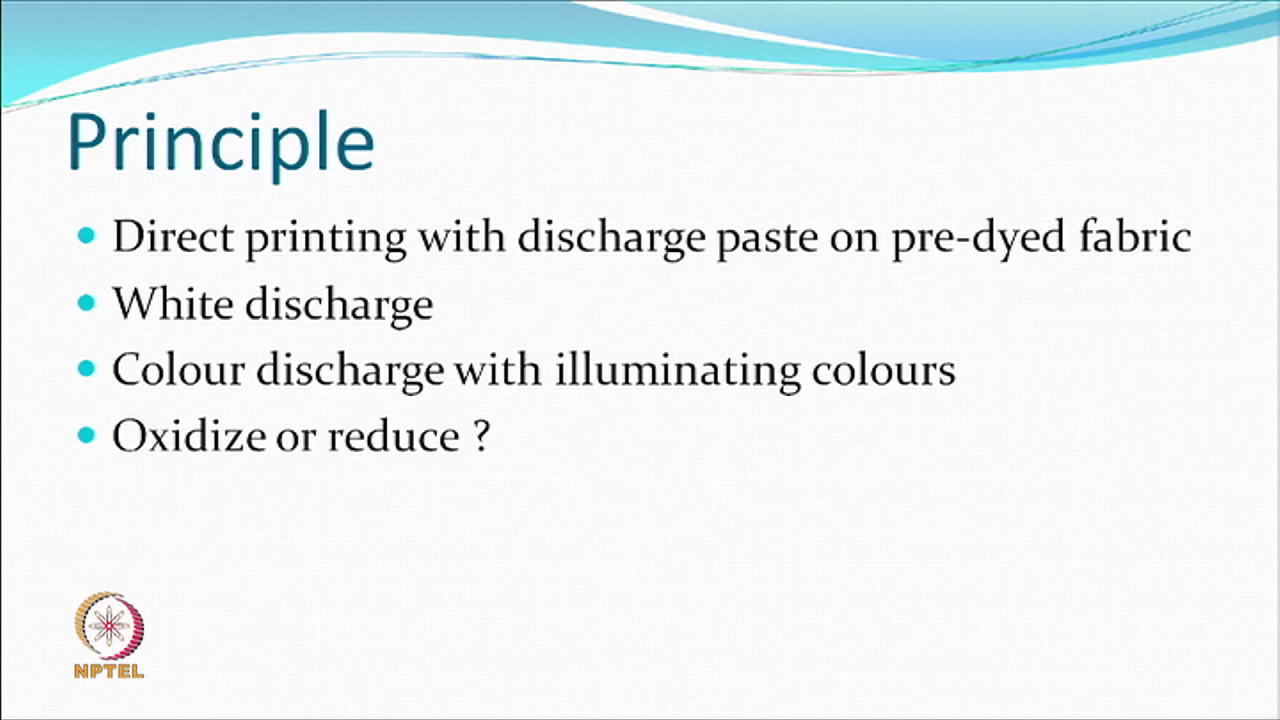 Principle
Direct printing with discharge paste on pre-dyed fabric
White discharge
Colour discharge with illuminating colours
Oxidize or reduce ?
NPTEL